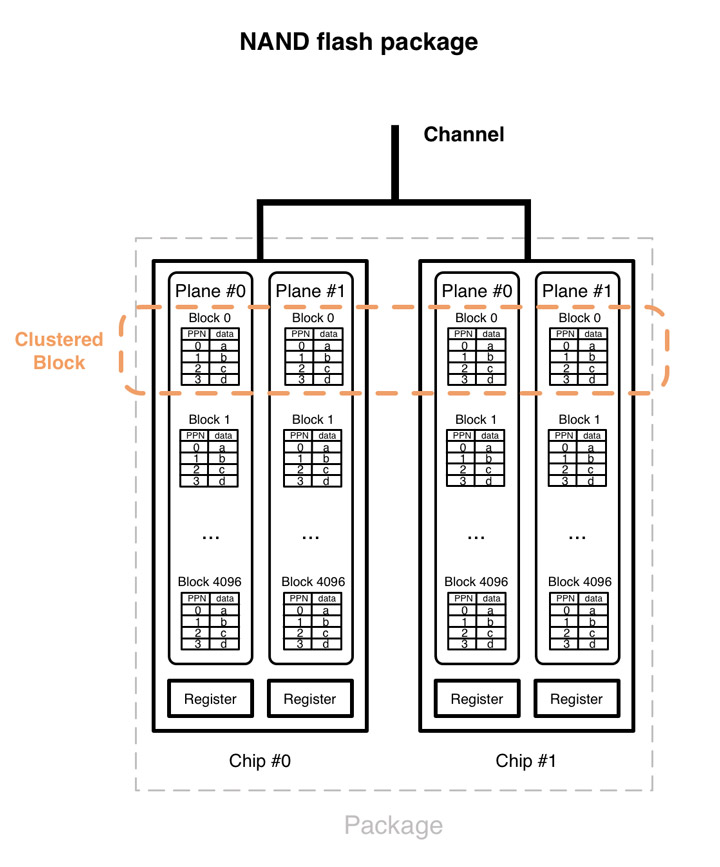 NAND flash package
Channel
Plane #0 Plane #1 Plane #0 Plane #1
Clustered
Block
Block 0 Block 0 Block 0 Block 0
PPN data PPN data PPN data PPN data
0 a 0 a 0 a 0 a
1 b 1 b 1 b 1 b
2 c 2 c 2 c 2 c
3 d 3 d 3 d 3 d
Block 1 Block 1 Block 1 Block 1
PPN data PPN data PPN data PPN data
0 a 0 a 0 a 0 a
1 b 1 b 1 b 1 b
2 c 2 c 2 c 2 c
3 d 3 d 3 d 3 d
... ... ... ...
Block 4096 Block 4096 Block 4096 Block 4096
PPN data PPN data PPN data PPN data
0 a 0 a 0 a 0 a
1 b 1 b 1 b 1 b
2 c 2 c 2 c 2 c
3 d 3 d 3 d 3 d
Register Register Register Register
Chip #0 Chip #1
Package